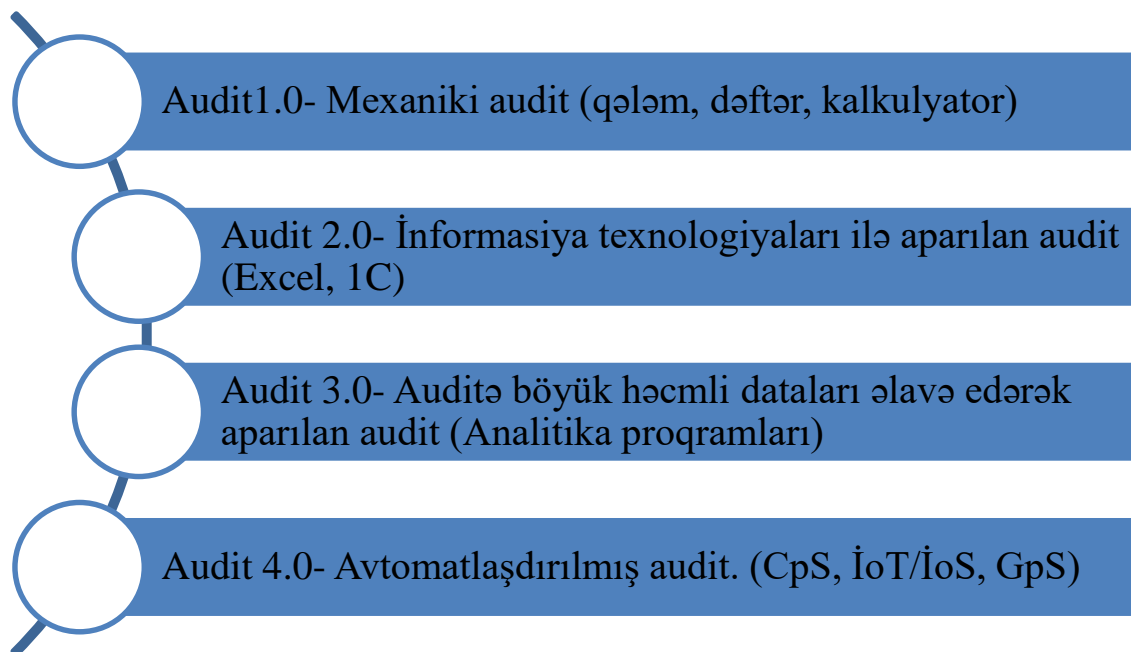 Audit1.0- Mexaniki audit (qələm, dəftər, kalkulyator)
Audit 2.0- İnformasiya texnologiyaları ilə aparılan audit
(Excel, 1C)
Audit 3.0- Auditə böyük həcmli dataları əlavə edərək
aparılan audit (Analitika proqramları)
Audit 4.0- Avtomatlaşdırılmış audit. (CpS, İoT/İoS, GpS)